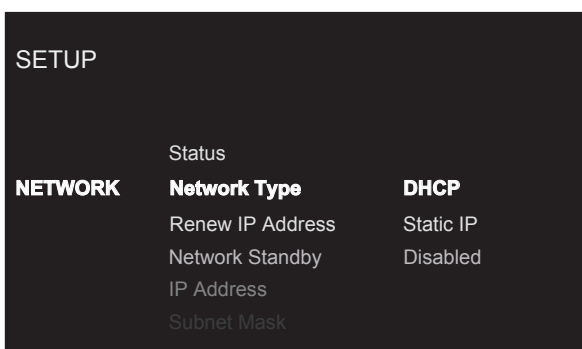 SETUP
Status
NETWORK Network Type DHCP
Renew IP Address Static IP
Network Standby Disabled
IP Address
Subnet Mask